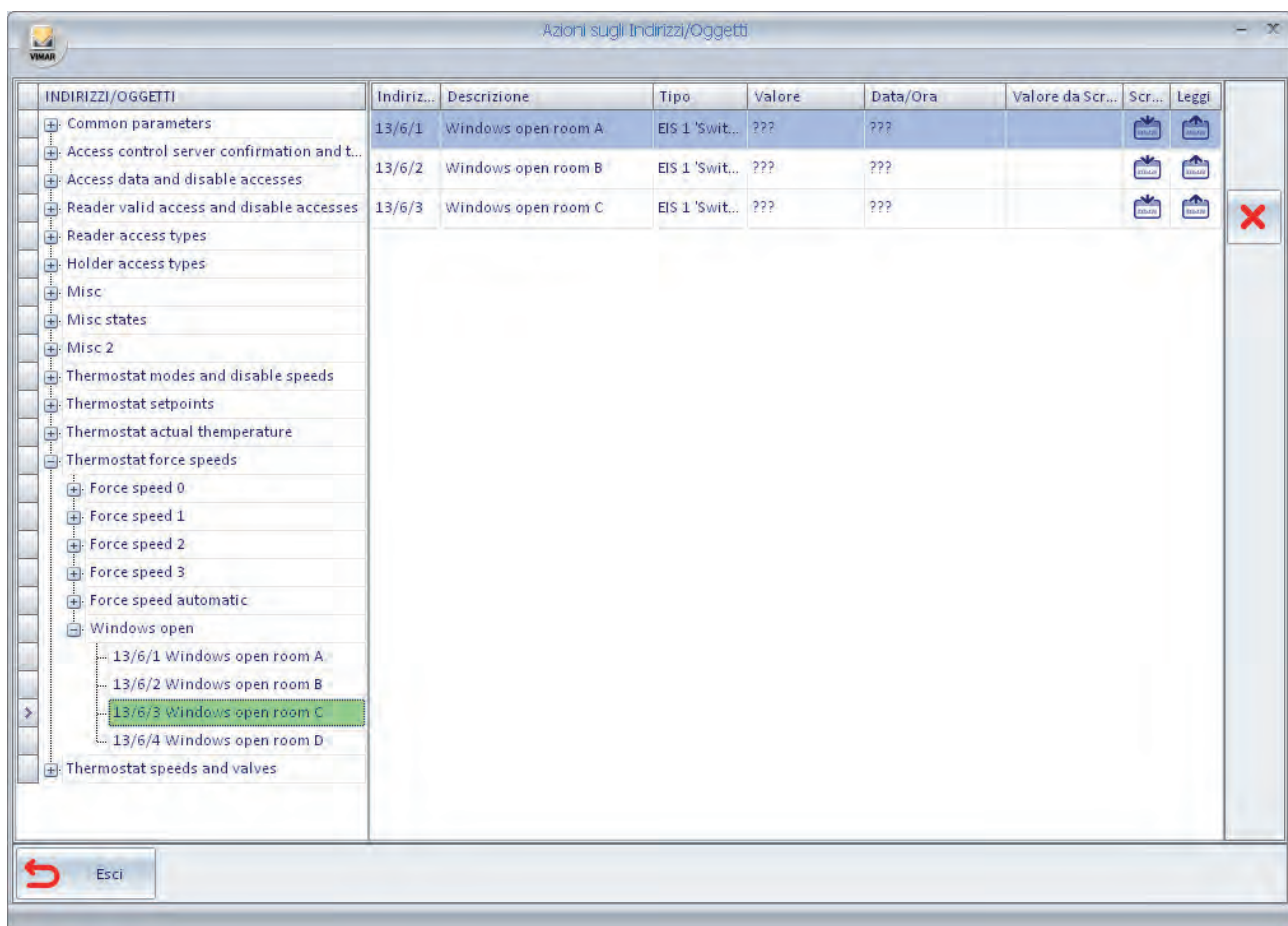 Azioni sugli Indirizzi/Oggetti
VIMAR
INDIRIZZI/OGGETTI
Common parameters
Access control server confirmation and t...
Access data and disable accesses
Reader valid access and disable accesses
Reader access types
Holder access types
Misc
Misc states
Misc 2
Thermostat modes and disable speeds
Thermostat setpoints
Thermostat actual themperature
Thermostat force speeds
Force speed 0
Force speed 1
Force speed 2
Force speed 3
Force speed automatic
Windows open
13/6/1 Windows open room A
13/6/2 Windows open room B
13/6/3 Windows open room C
13/6/4 Windows open room D
Thermostat speeds and valves
Indiriz... Descrizione Tipo Valore Data/Ora Valore da Scr... Scr... Leggi
13/6/1 Windows open room A EIS 1 'Swit... ??? ???
13/6/2 Windows open room B EIS 1 'Swit... ??? ???
13/6/3 Windows open room C EIS 1 'Swit... ??? ???
Esci